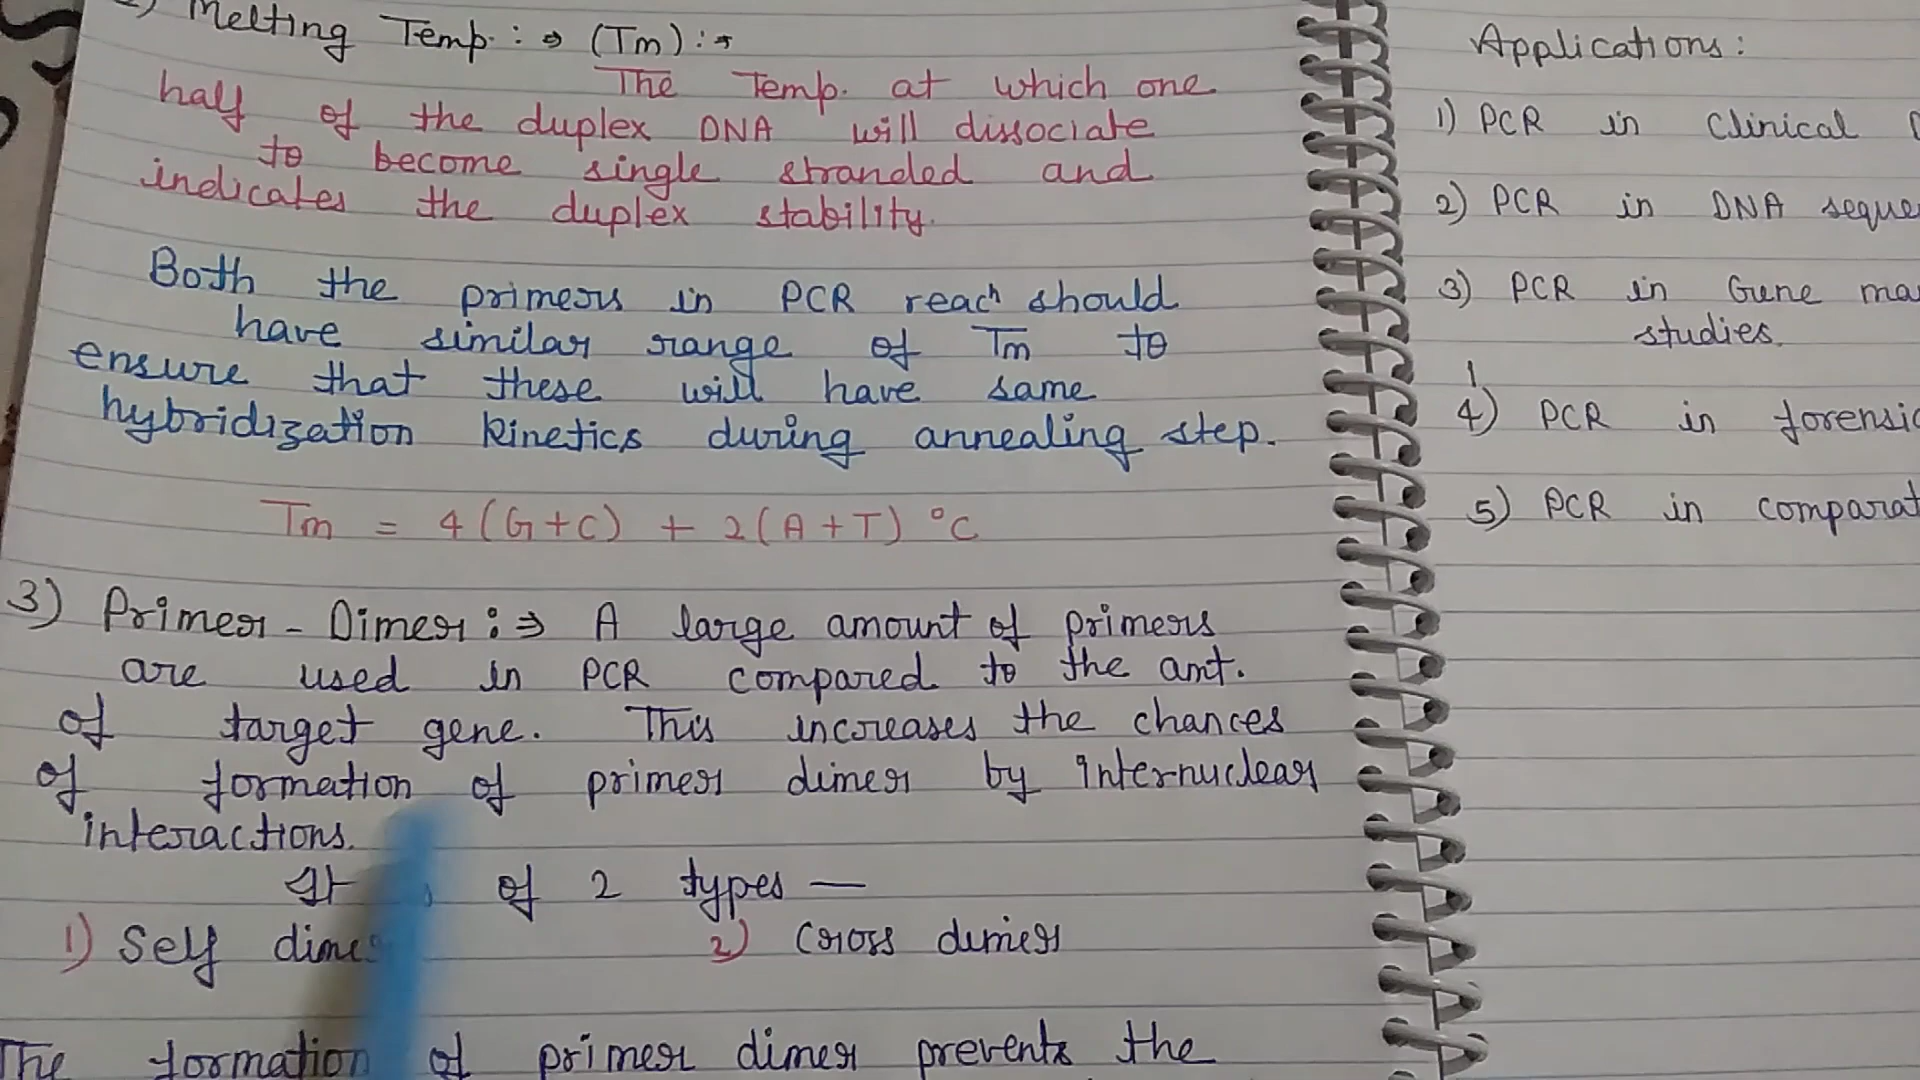 2) Melting Temp. :⇒ (Tm) :→
The Temp. at which one
half of the duplex DNA will dissociate
to become single stranded and
indicates the duplex stability.
Both the primers in PCR reacⁿ should
have similar range of Tm to
ensure that these will have same
hybridization kinetics during annealing step.
Tm = 4(G+C) + 2(A+T) °C
3) Primer - Dimer :⇒ A large amount of primers
are used in PCR compared to the amt.
of target gene. This increases the chances
of formation of primer dimer by internuclear
interactions.
It of 2 types —
1) Self dimer 2) Cross dimer
The formation of primer dimer prevents the
Applications :
1) PCR in Clinical
2) PCR in DNA seque
3) PCR in Gene ma
studies.
4) PCR in forensic
5) PCR in comparat